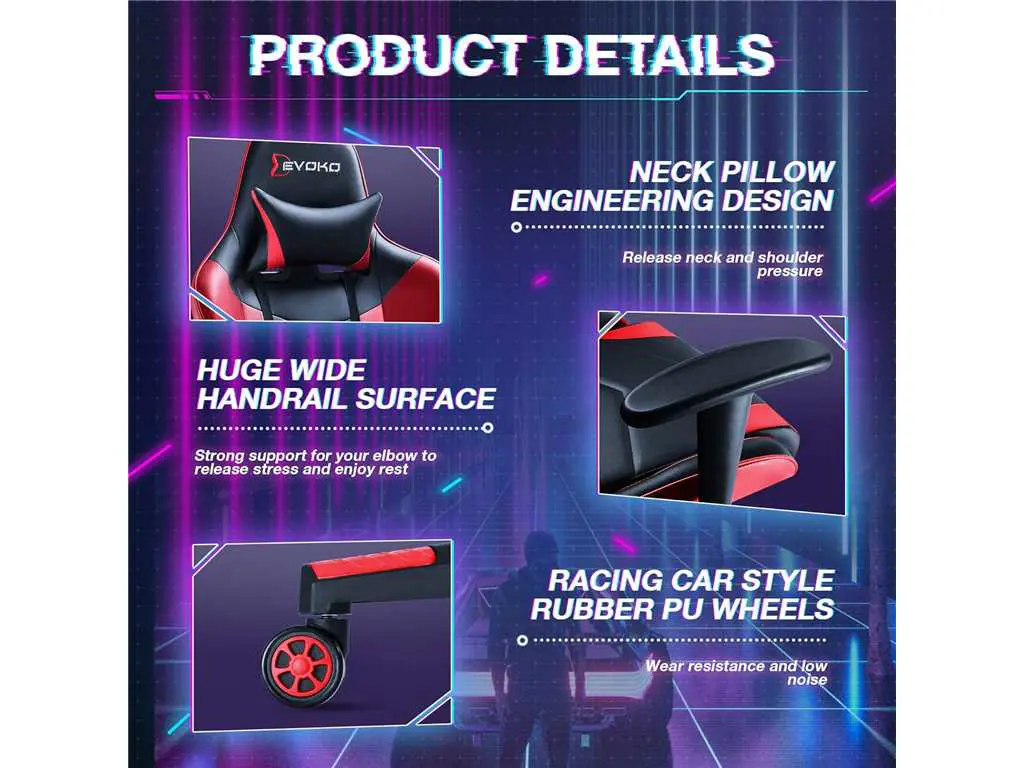 PRODUCT DETAILS
DEVOKO
NECK PILLOW
ENGINEERING DESIGN
Release neck and shoulder
pressure
HUGE WIDE
HANDRAIL SURFACE
Strong support for your elbow to
release stress and enjoy rest
RACING CAR STYLE
RUBBER PU WHEELS
Wear resistance and low
noise